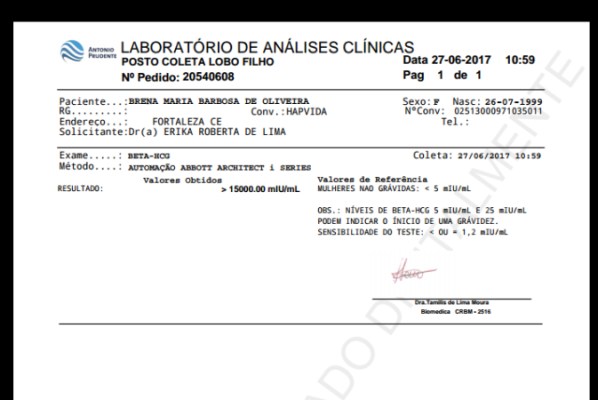 ANTONIO PRUDENTE
LABORATÓRIO DE ANÁLISES CLÍNICAS
POSTO COLETA LOBO FILHO
Data 27-06-2017 10:59
Nº Pedido: 20540608
Pag 1 de 1
Paciente...:BRENA MARIA BARBOSA DE OLIVEIRA
Sexo: F Nasc: 26-07-1999
RG.........: Conv.:HAPVIDA
NºConv: 02513000971035011
Endereco...: FORTALEZA CE
Tel.:
Solicitante:Dr(a) ERIKA ROBERTA DE LIMA
Exame.....: BETA-HCG
Coleta: 27/06/2017 10:59
Método....: AUTOMAÇÃO ABBOTT ARCHITECT i SERIES
Valores Obtidos
Valores de Referência
RESULTADO: > 15000.00 mIU/mL
MULHERES NAO GRÁVIDAS: < 5 mIU/mL
OBS.: NÍVEIS DE BETA-HCG 5 mIU/mL E 25 mIU/mL
PODEM INDICAR O ÍNICIO DE UMA GRÁVIDEZ.
SENSIBILIDADE DO TESTE: < OU = 1,2 mIU/mL
Dra.Tamilla de Lima Moura
Biomedica CRBM - 2516